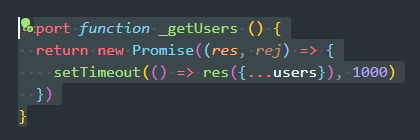 port function _getUsers () {
return new Promise((res, rej) => {
setTimeout(() => res({...users}), 1000)
})
}